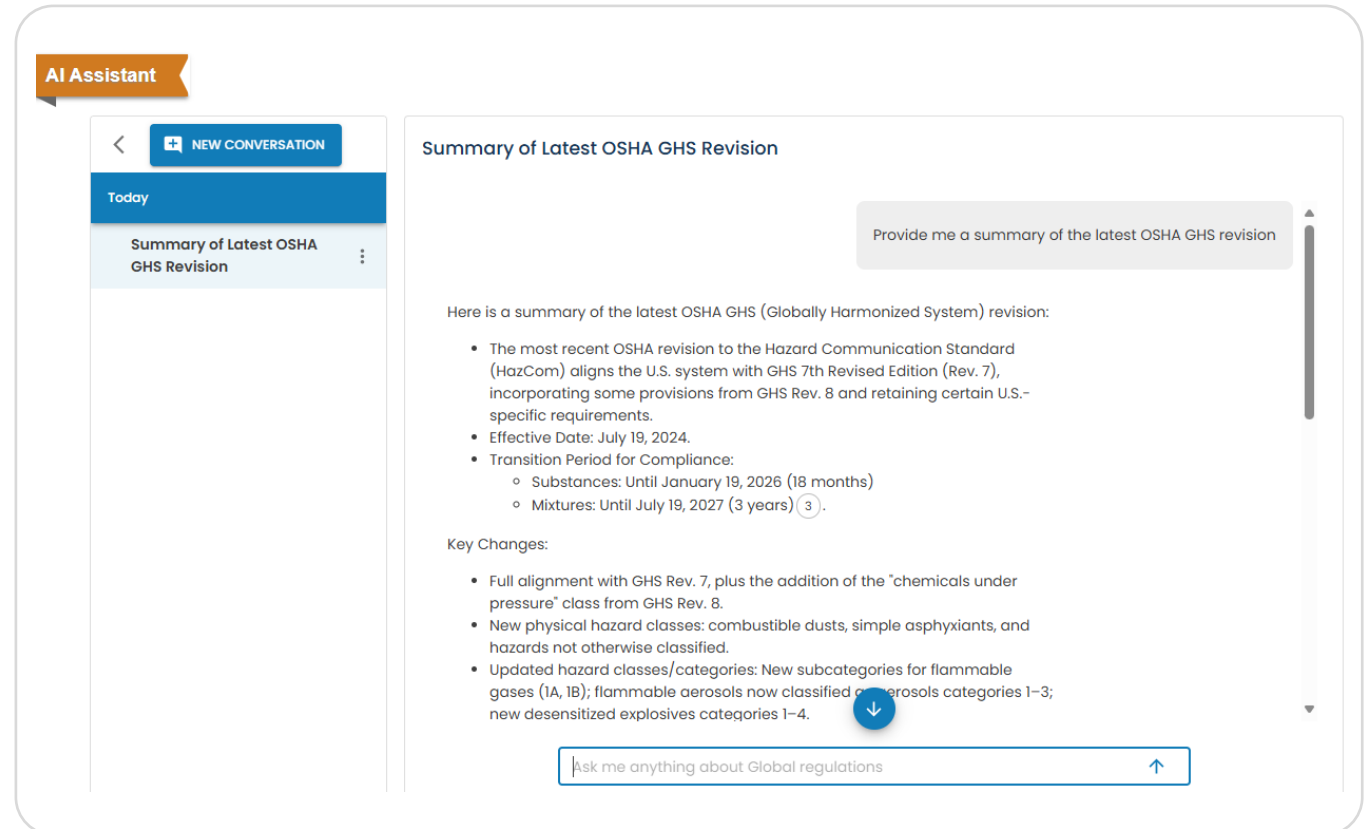 AI Assistant
NEW CONVERSATION
Today
Summary of Latest OSHA
GHS Revision
Summary of Latest OSHA GHS Revision
Provide me a summary of the latest OSHA GHS revision
Here is a summary of the latest OSHA GHS (Globally Harmonized System) revision:
• The most recent OSHA revision to the Hazard Communication Standard
(HazCom) aligns the U.S. system with GHS 7th Revised Edition (Rev. 7),
incorporating some provisions from GHS Rev. 8 and retaining certain U.S.-
specific requirements.
• Effective Date: July 19, 2024.
• Transition Period for Compliance:
○ Substances: Until January 19, 2026 (18 months)
○ Mixtures: Until July 19, 2027 (3 years) 3 .
Key Changes:
• Full alignment with GHS Rev. 7, plus the addition of the "chemicals under
pressure" class from GHS Rev. 8.
• New physical hazard classes: combustible dusts, simple asphyxiants, and
hazards not otherwise classified.
• Updated hazard classes/categories: New subcategories for flammable
gases (1A, 1B); flammable aerosols now classified categories 1–3;
new desensitized explosives categories 1–4.
Ask me anything about Global regulations